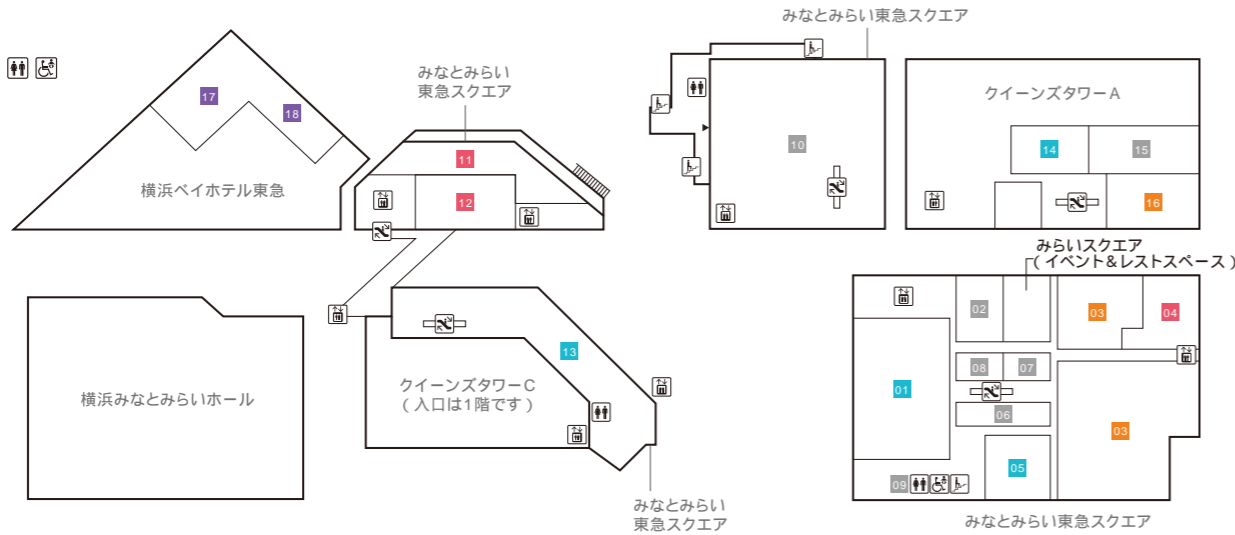 みなとみらい東急スクエア
みなとみらい
東急スクエア
17
18
横浜ベイホテル東急
11
12
10
クイーンズタワーA
14
15
16
みらいスクエア
(イベント&レストスペース)
横浜みなとみらいホール
13
クイーンズタワーC
(入口は1階です)
みなとみらい
東急スクエア
01
02
03
04
08
07
06
03
05
09
みなとみらい東急スクエア